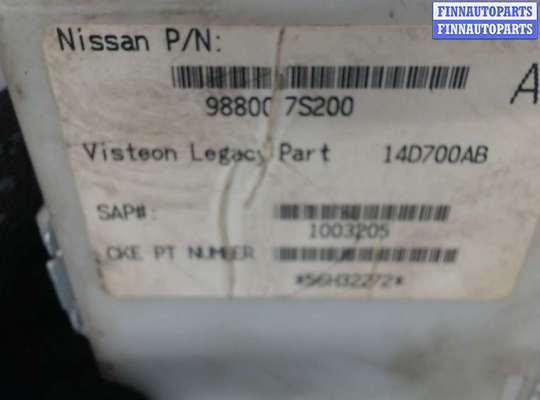 FINNAUTOPARTS
FINNAUTOPARTS
Nissan P/N:
A
98800 7S200
Visteon Legacy Part 14D700AB
SAP#:
1003205
CKE PT NUMBER
*56H32272*